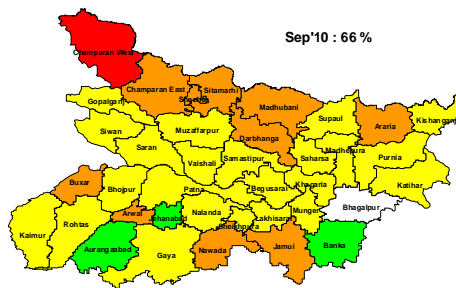 Sep'10 : 66 %
Champaran West
Champaran East
Sitamarhi
Gopalganj
Madhubani
Siwan
Muzaffarpur
Supaul
Araria
Kishanganj
Darbhanga
Saran
Vaishali
Samastipur
Saharsa
Madhepura
Purnia
Katihar
Buxar
Bhojpur
Patna
Begusarai
Khagaria
Bhagalpur
Arwal
Jehanabad
Nalanda
Lakhisarai
Munger
Sheikhpura
Kaimur
Rohtas
Aurangaabad
Gaya
Nawada
Jamui
Banka